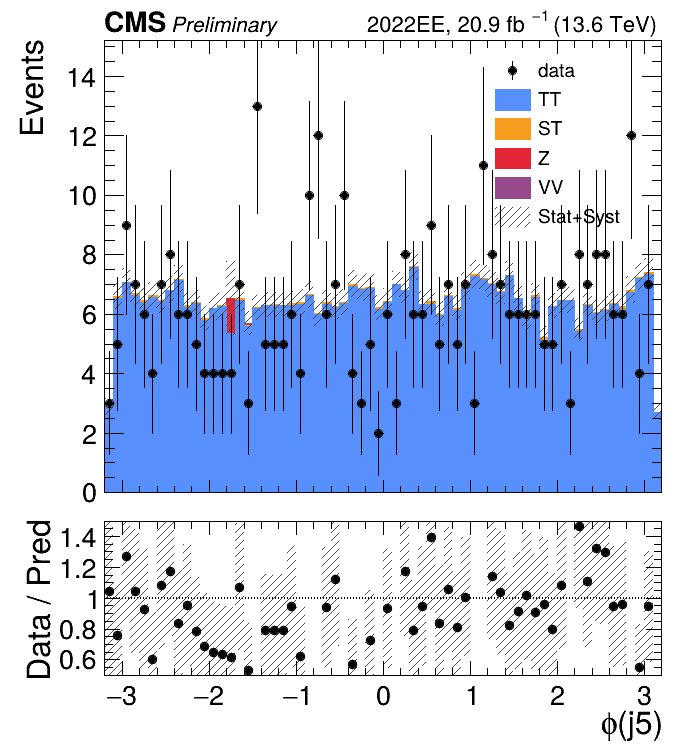 CMS Preliminary 2022EE, 20.9 fb⁻¹ (13.6 TeV)
Events
14
12
10
8
6
4
2
0
data
TT
ST
Z
VV
Stat+Syst
Data / Pred
1.4
1.2
1
0.8
0.6
−3 −2 −1 0 1 2 3
ϕ(j5)